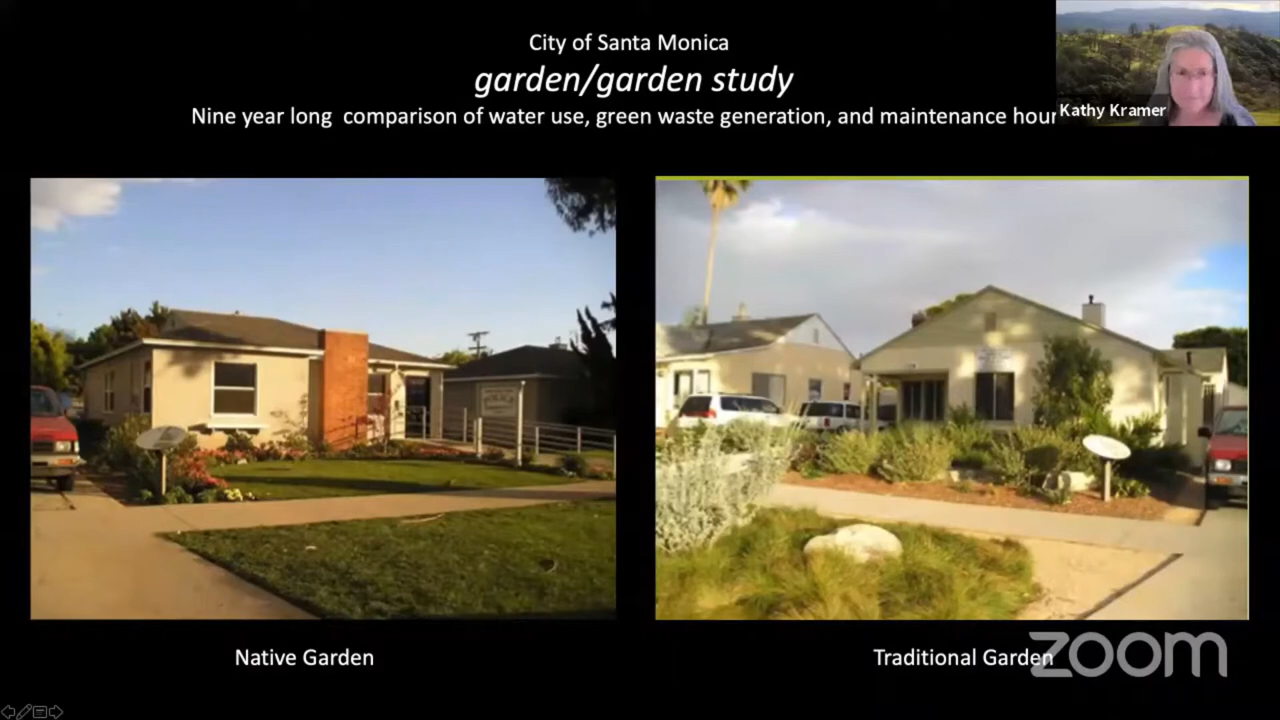 City of Santa Monica
garden/garden study
Nine year long comparison of water use, green waste generation, and maintenance hour
Kathy Kramer
Native Garden
Traditional Garden
zoom